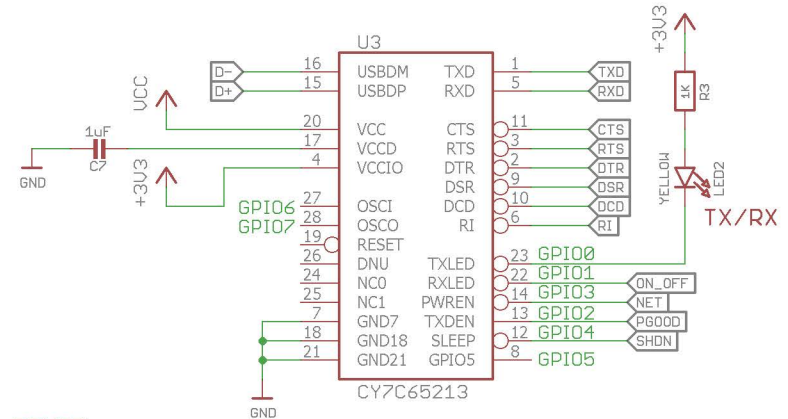 U3
D- 16 USBDM TXD 1 TXD
D+ 15 USBDP RXD 5 RXD
VCC
20 VCC CTS 11 CTS
1uF
C7
GND
17 VCCD RTS 3 RTS
+3V3
4 VCCIO DTR 2 DTR
DSR 9 DSR
GPIO6 27 OSCI DCD 10 DCD
GPIO7 28 OSCO RI 6 RI
19 RESET
26 DNU TXLED 23 GPIO0
24 NC0 RXLED 22 GPIO1 ON_OFF
25 NC1 PWREN 14 GPIO3 NET
7 GND7 TXDEN 13 GPIO2 PGOOD
18 GND18 SLEEP 12 GPIO4 SHDN
21 GND21 GPIO5 8 GPIO5
CY7C65213
GND
+3V3
1K
R3
YELLOW
LED2
TX/RX